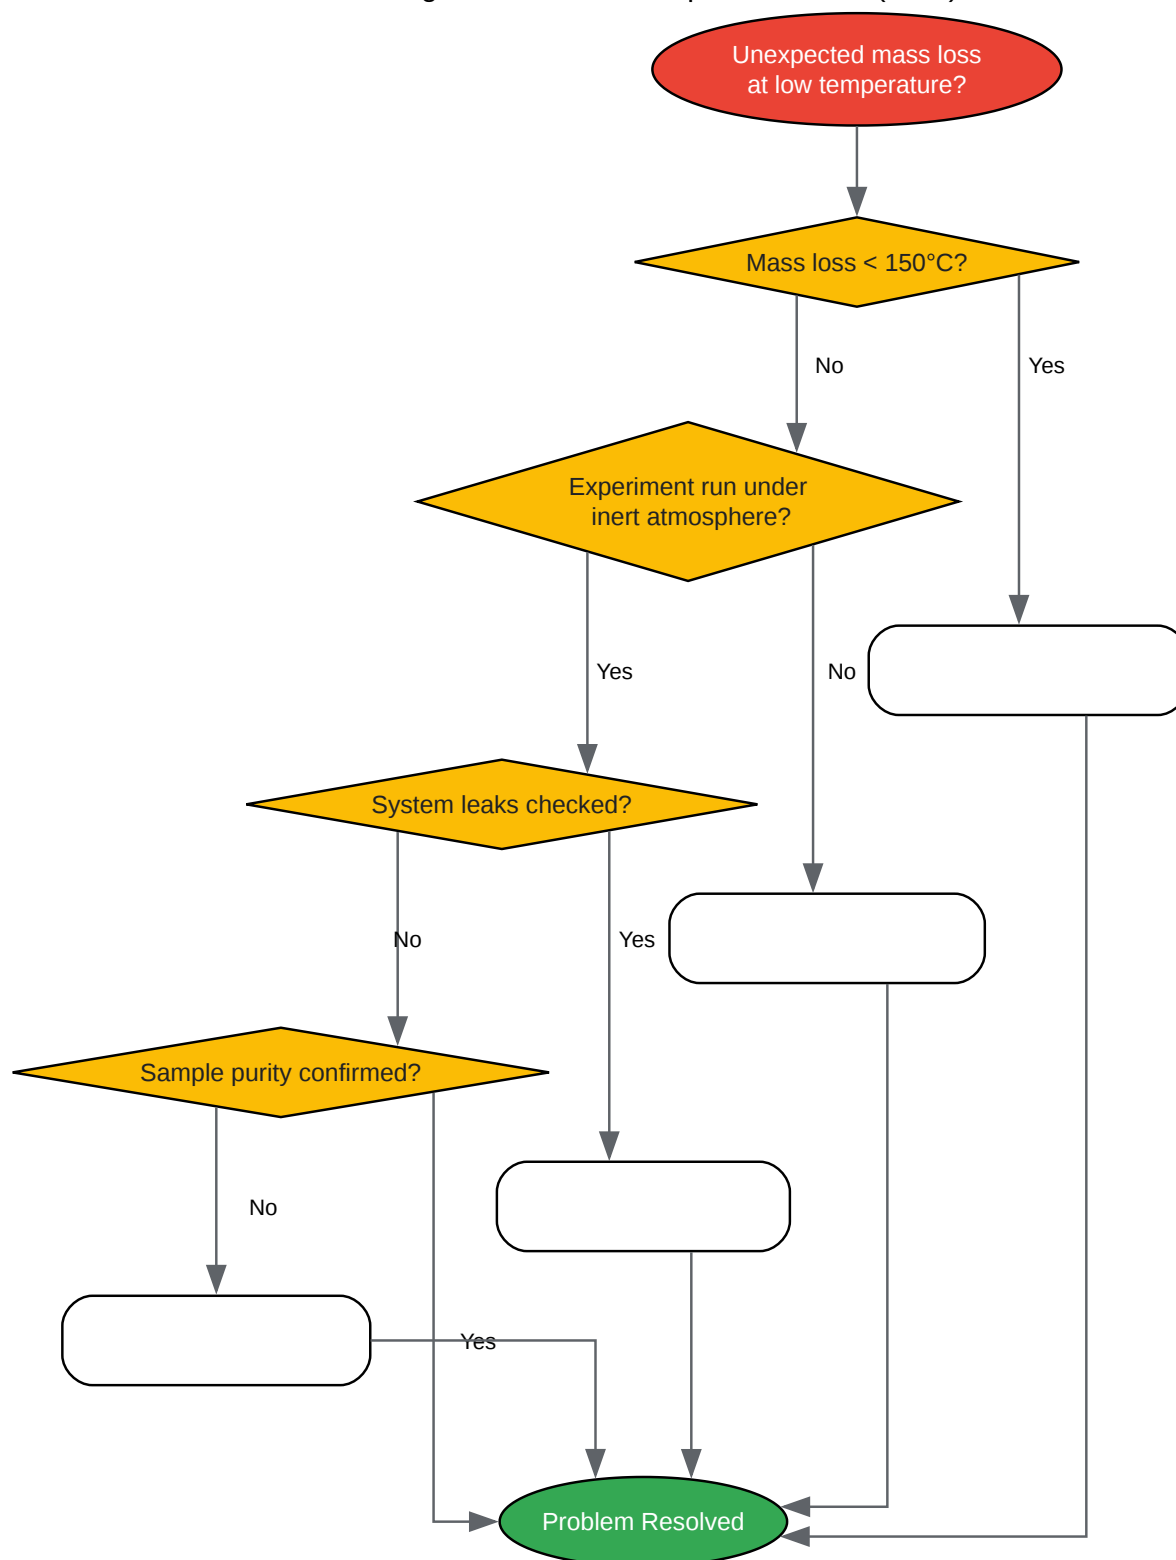 Unexpected mass loss
at low temperature?
Mass loss < 150°C?
No
Yes
Experiment run under
inert atmosphere?
Yes
No
System leaks checked?
No
Yes
Sample purity confirmed?
No
Yes
Problem Resolved